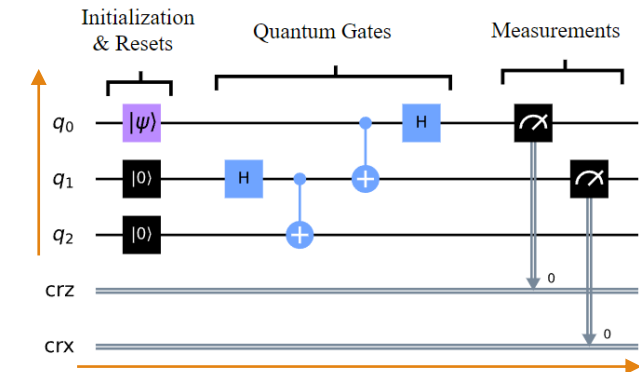 Initialization
& Resets
Quantum Gates
Measurements
q₀ |ψ⟩ H
q₁ |0⟩ H
q₂ |0⟩
crz 0
crx 0